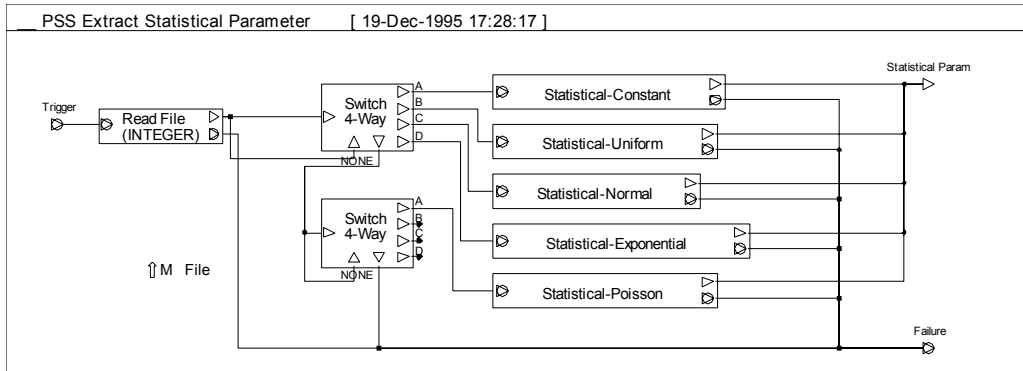 __ PSS Extract Statistical Parameter [ 19-Dec-1995 17:28:17 ]
Statistical Param
Trigger
Read File
(INTEGER)
Switch
4-Way
A
B
C
D
NONE
Statistical-Constant
Statistical-Uniform
Statistical-Normal
Statistical-Exponential
Statistical-Poisson
Switch
4-Way
A
B
C
D
NONE
⇧M File
Failure